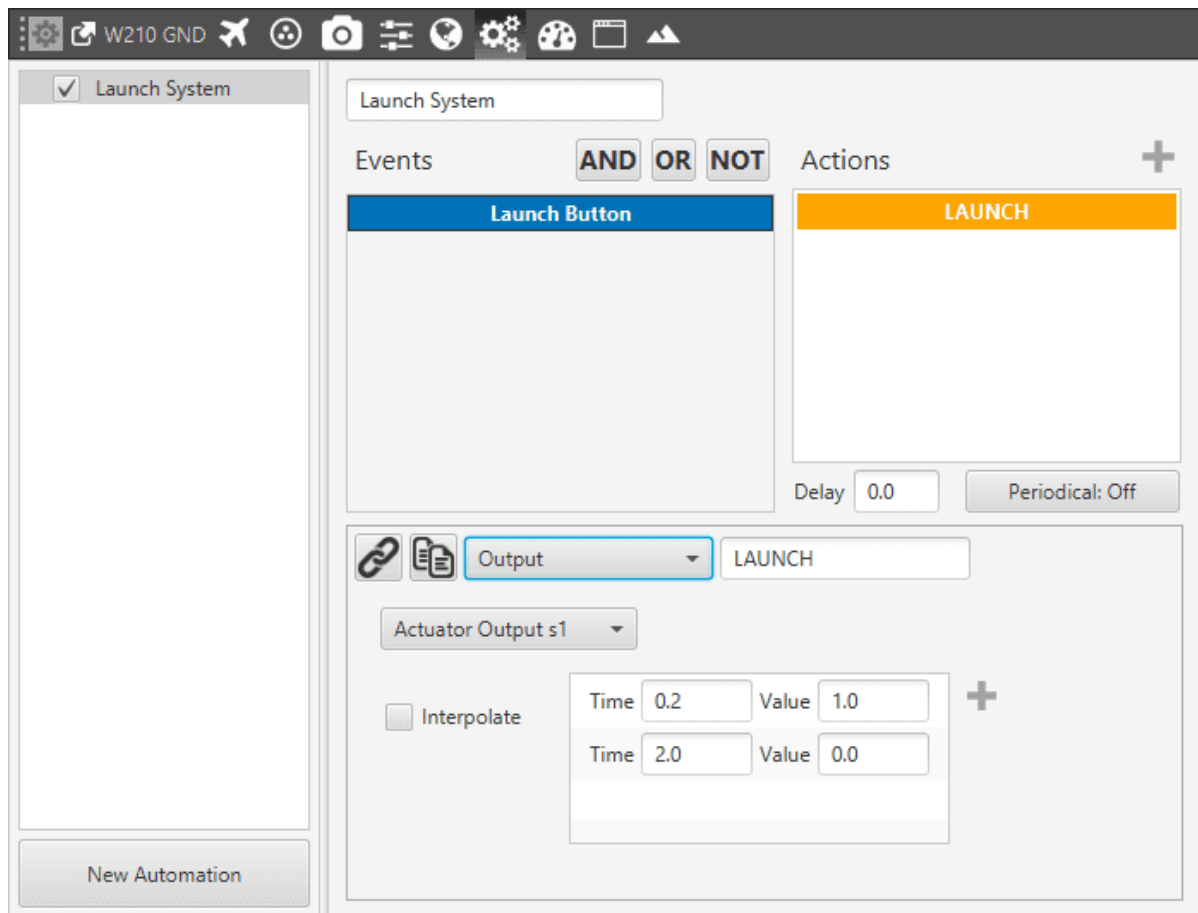 W210 GND
Launch System
Launch System
Events AND OR NOT Actions
Launch Button
LAUNCH
Delay 0.0 Periodical: Off
Output LAUNCH
Actuator Output s1
Interpolate
Time 0.2 Value 1.0
Time 2.0 Value 0.0
New Automation